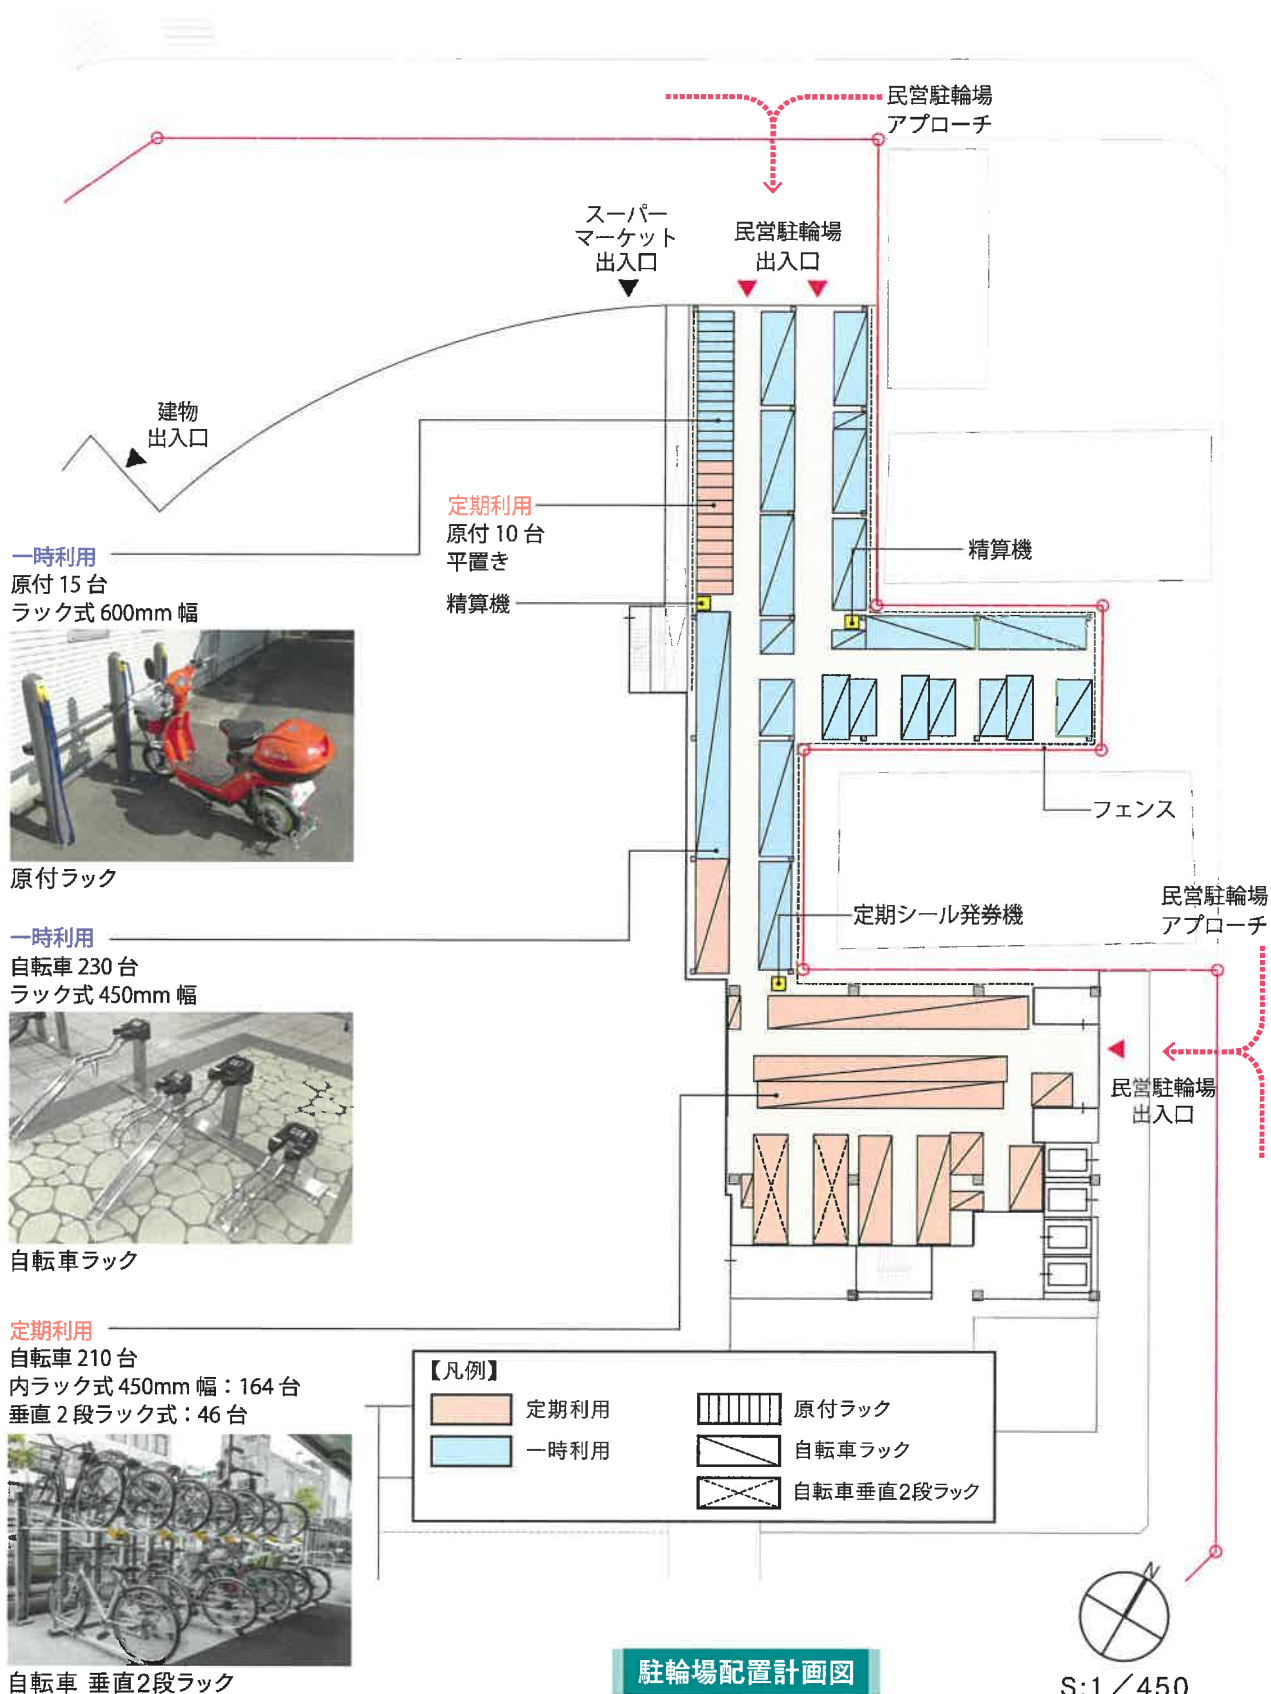 民営駐輪場
アプローチ
スーパー
マーケット
出入口
民営駐輪場
出入口
建物
出入口
定期利用
原付 10 台
平置き
精算機
一時利用
原付 15 台
ラック式 600mm 幅
精算機
原付ラック
フェンス
定期シール発券機
民営駐輪場
アプローチ
一時利用
自転車 230 台
ラック式 450mm 幅
民営駐輪場
出入口
自転車ラック
定期利用
自転車 210 台
内ラック式 450mm 幅：164 台
垂直 2 段ラック式：46 台
【凡例】
定期利用
一時利用
原付ラック
自転車ラック
自転車垂直2段ラック
自転車 垂直2段ラック
駐輪場配置計画図
N
S:1／450